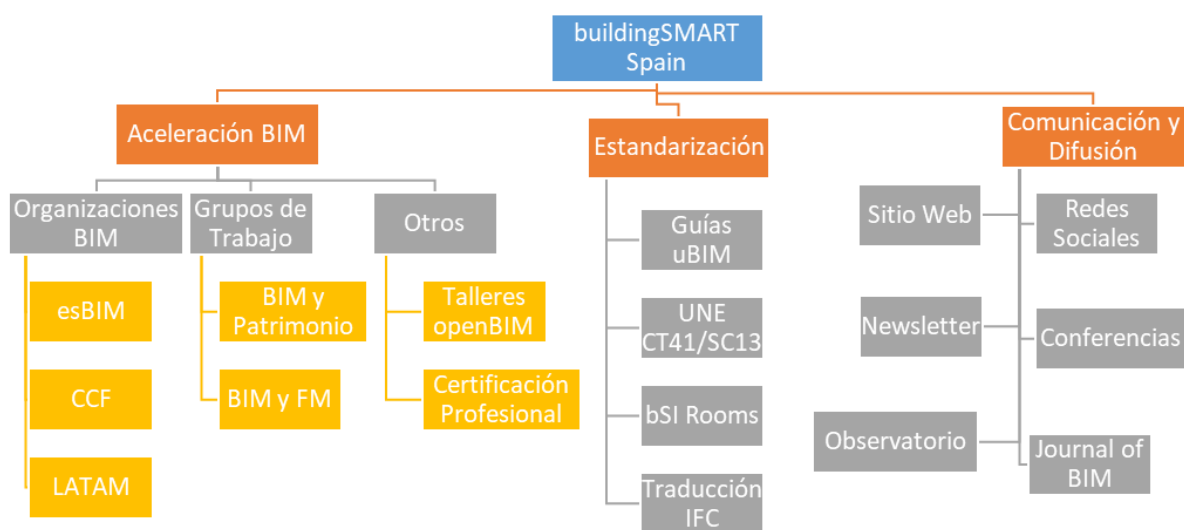 buildingSMART
Spain
Aceleración BIM
Estandarización
Comunicación y
Difusión
Organizaciones
BIM
Grupos de
Trabajo
Otros
esBIM
CCF
LATAM
BIM y
Patrimonio
BIM y FM
Talleres
openBIM
Certificación
Profesional
Guías
uBIM
UNE
CT41/SC13
bSI Rooms
Traducción
IFC
Sitio Web
Redes
Sociales
Newsletter
Conferencias
Observatorio
Journal of
BIM